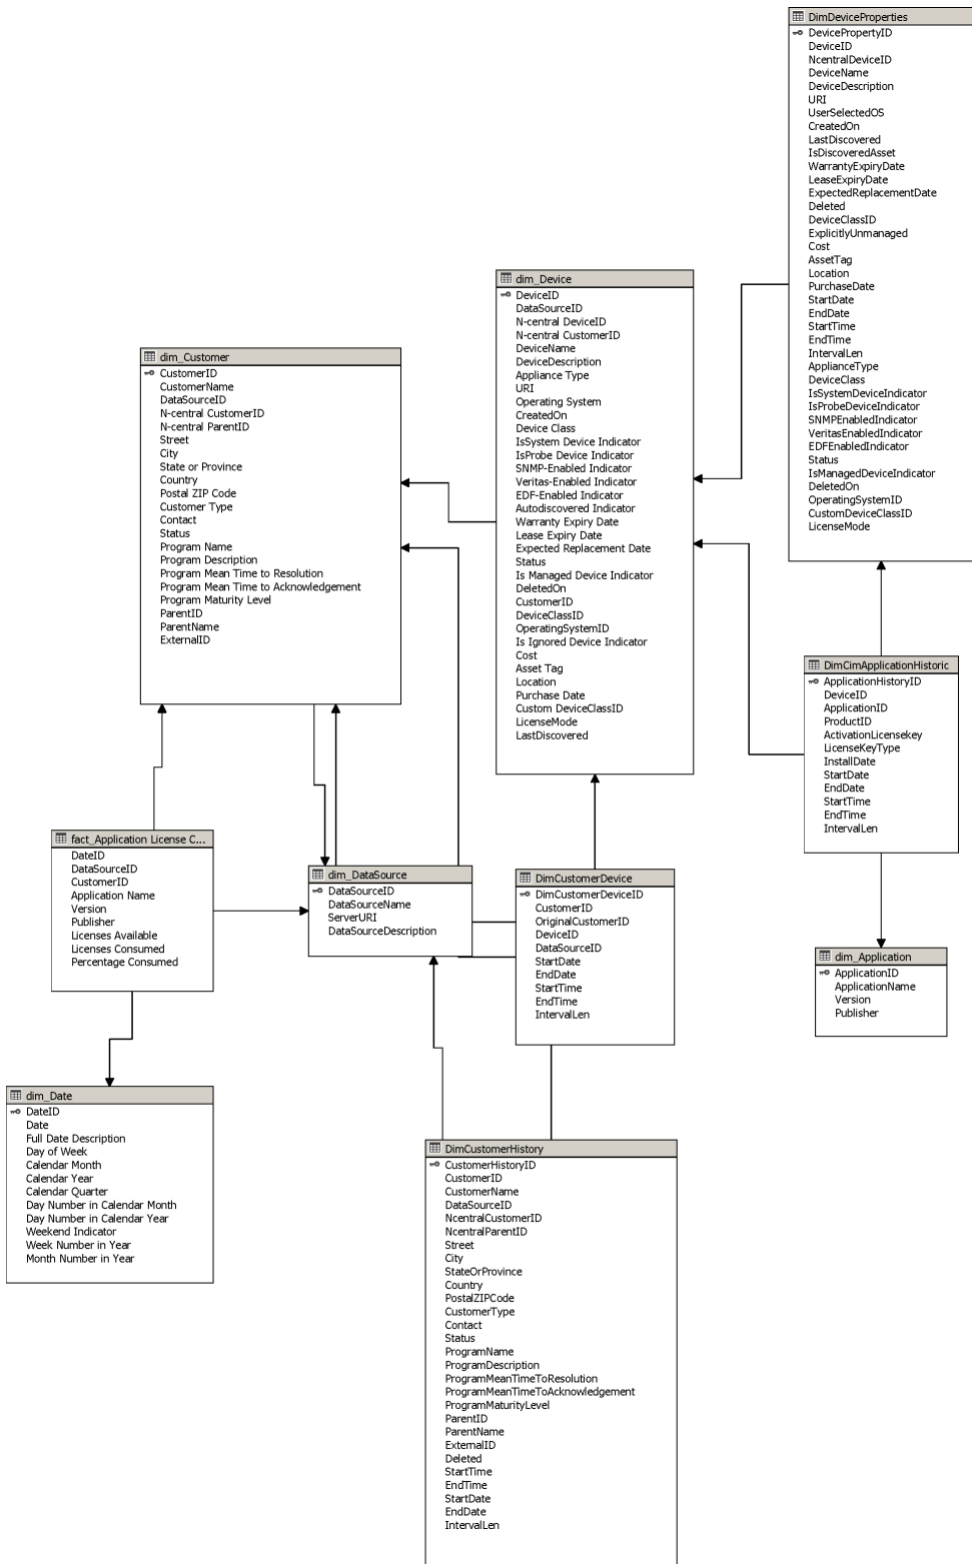 DimDeviceProperties
DevicePropertyID
DeviceID
NcentralDeviceID
DeviceName
DeviceDescription
URI
UserSelectedOS
CreatedOn
LastDiscovered
IsDiscoveredAsset
WarrantyExpiryDate
LeaseExpiryDate
ExpectedReplacementDate
Deleted
DeviceClassID
ExplicitlyUnmanaged
Cost
AssetTag
Location
PurchaseDate
StartDate
EndDate
StartTime
EndTime
IntervalLen
ApplianceType
DeviceClass
IsSystemDeviceIndicator
IsProbeDeviceIndicator
SNMPEnabledIndicator
VeritasEnabledIndicator
EDFEnabledIndicator
Status
IsManagedDeviceIndicator
DeletedOn
OperatingSystemID
CustomDeviceClassID
LicenseMode
dim_Device
DeviceID
DataSourceID
N-central DeviceID
N-central CustomerID
DeviceName
DeviceDescription
Appliance Type
URI
Operating System
CreatedOn
Device Class
IsSystem Device Indicator
IsProbe Device Indicator
SNMP-Enabled Indicator
Veritas-Enabled Indicator
EDF-Enabled Indicator
Autodiscovered Indicator
Warranty Expiry Date
Lease Expiry Date
Expected Replacement Date
Status
Is Managed Device Indicator
DeletedOn
CustomerID
DeviceClassID
OperatingSystemID
Is Ignored Device Indicator
Cost
Asset Tag
Location
Purchase Date
Custom DeviceClassID
LicenseMode
LastDiscovered
dim_Customer
CustomerID
CustomerName
DataSourceID
N-central CustomerID
N-central ParentID
Street
City
State or Province
Country
Postal ZIP Code
Customer Type
Contact
Status
Program Name
Program Description
Program Mean Time to Resolution
Program Mean Time to Acknowledgement
Program Maturity Level
ParentID
ParentName
ExternalID
DimCimApplicationHistoric
ApplicationHistoryID
DeviceID
ApplicationID
ProductID
ActivationLicensekey
LicenseKeyType
InstallDate
StartDate
EndDate
StartTime
EndTime
IntervalLen
fact_Application License C...
DateID
DataSourceID
CustomerID
Application Name
Version
Publisher
Licenses Available
Licenses Consumed
Percentage Consumed
dim_DataSource
DataSourceID
DataSourceName
ServerURI
DataSourceDescription
DimCustomerDevice
DimCustomerDeviceID
CustomerID
OriginalCustomerID
DeviceID
DataSourceID
StartDate
EndDate
StartTime
EndTime
IntervalLen
dim_Application
ApplicationID
ApplicationName
Version
Publisher
dim_Date
DateID
Date
Full Date Description
Day of Week
Calendar Month
Calendar Year
Calendar Quarter
Day Number in Calendar Month
Day Number in Calendar Year
Weekend Indicator
Week Number in Year
Month Number in Year
DimCustomerHistory
CustomerHistoryID
CustomerID
CustomerName
DataSourceID
NcentralCustomerID
NcentralParentID
Street
City
StateOrProvince
Country
PostalZIPCode
CustomerType
Contact
Status
ProgramName
ProgramDescription
ProgramMeanTimeToResolution
ProgramMeanTimeToAcknowledgement
ProgramMaturityLevel
ParentID
ParentName
ExternalID
Deleted
StartTime
EndTime
StartDate
EndDate
IntervalLen